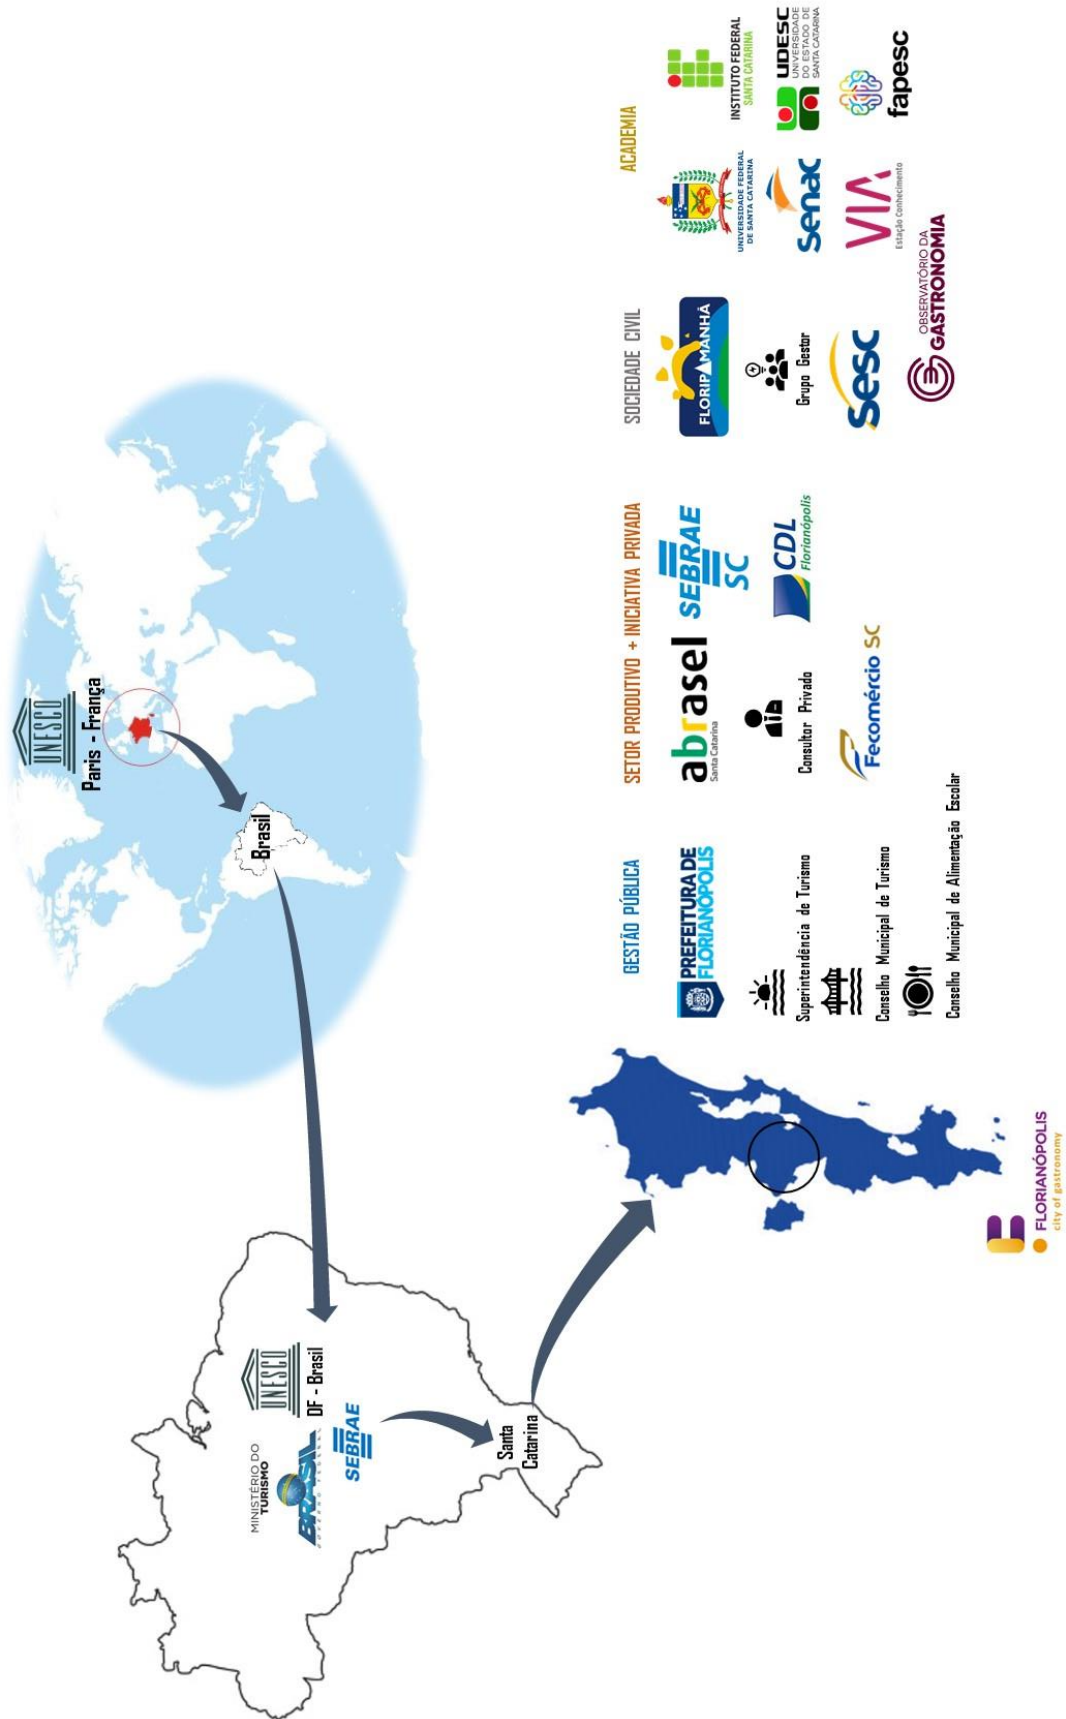 UNESCO
Paris - França
Brasil
MINISTÉRIO DO
TURISMO
BRASIL
GOVERNO FEDERAL
UNESCO
DF - Brasil
SEBRAE
Santa
Catarina
FLORIANÓPOLIS
city of gastronomy
GESTÃO PÚBLICA
PREFEITURA DE
FLORIANÓPOLIS
Superintendência de Turismo
Conselho Municipal de Turismo
Conselho Municipal de Alimentação Escolar
SETOR PRODUTIVO + INICIATIVA PRIVADA
abrasel
Santa Catarina
SEBRAE
SC
Consultor Privado
CDL
Florianópolis
Fecomércio SC
SOCIEDADE CIVIL
FLORIPAMANHÃ
Grupo Gestor
Sesc
OBSERVATÓRIO DA
GASTRONOMIA
ACADEMIA
UNIVERSIDADE FEDERAL
DE SANTA CATARINA
INSTITUTO FEDERAL
SANTA CATARINA
Senac
UDESC
UNIVERSIDADE
DO ESTADO DE
SANTA CATARINA
VIA
Estação Conhecimento
fapesc